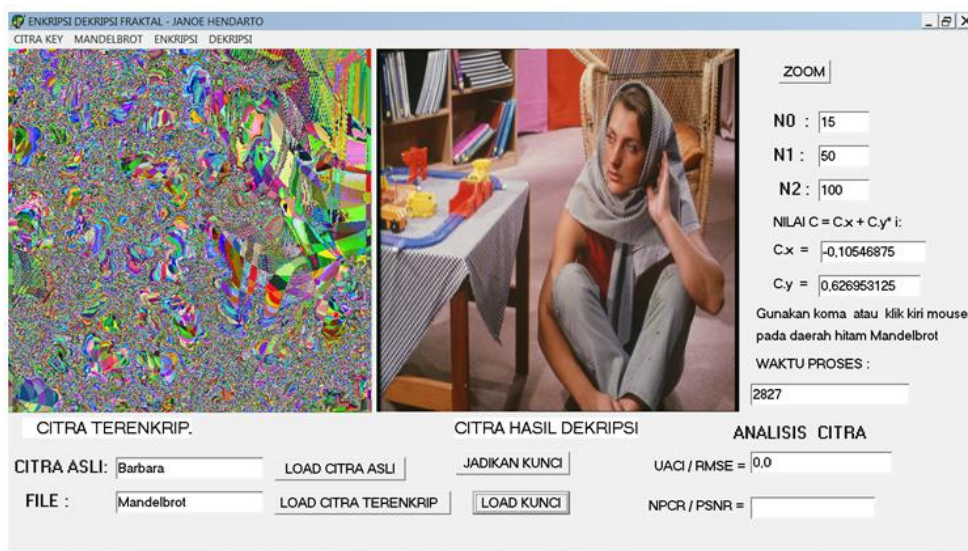 ENKRIPSI DEKRIPSI FRAKTAL - JANOE HENDARTO
CITRA KEY MANDELBROT ENKRIPSI DEKRIPSI
ZOOM
N0 : 15
N1 : 50
N2 : 100
NILAI C = C.x + C.y* i:
C.x = -0,10546875
C.y = 0,626953125
Gunakan koma atau klik kiri mouse
pada daerah hitam Mandelbrot
WAKTU PROSES :
2827
CITRA TERENKRIP.
CITRA HASIL DEKRIPSI
ANALISIS CITRA
CITRA ASLI: Barbara LOAD CITRA ASLI JADIKAN KUNCI UACI / RMSE = 0,0
FILE : Mandelbrot LOAD CITRA TERENKRIP LOAD KUNCI NPCR / PSNR =